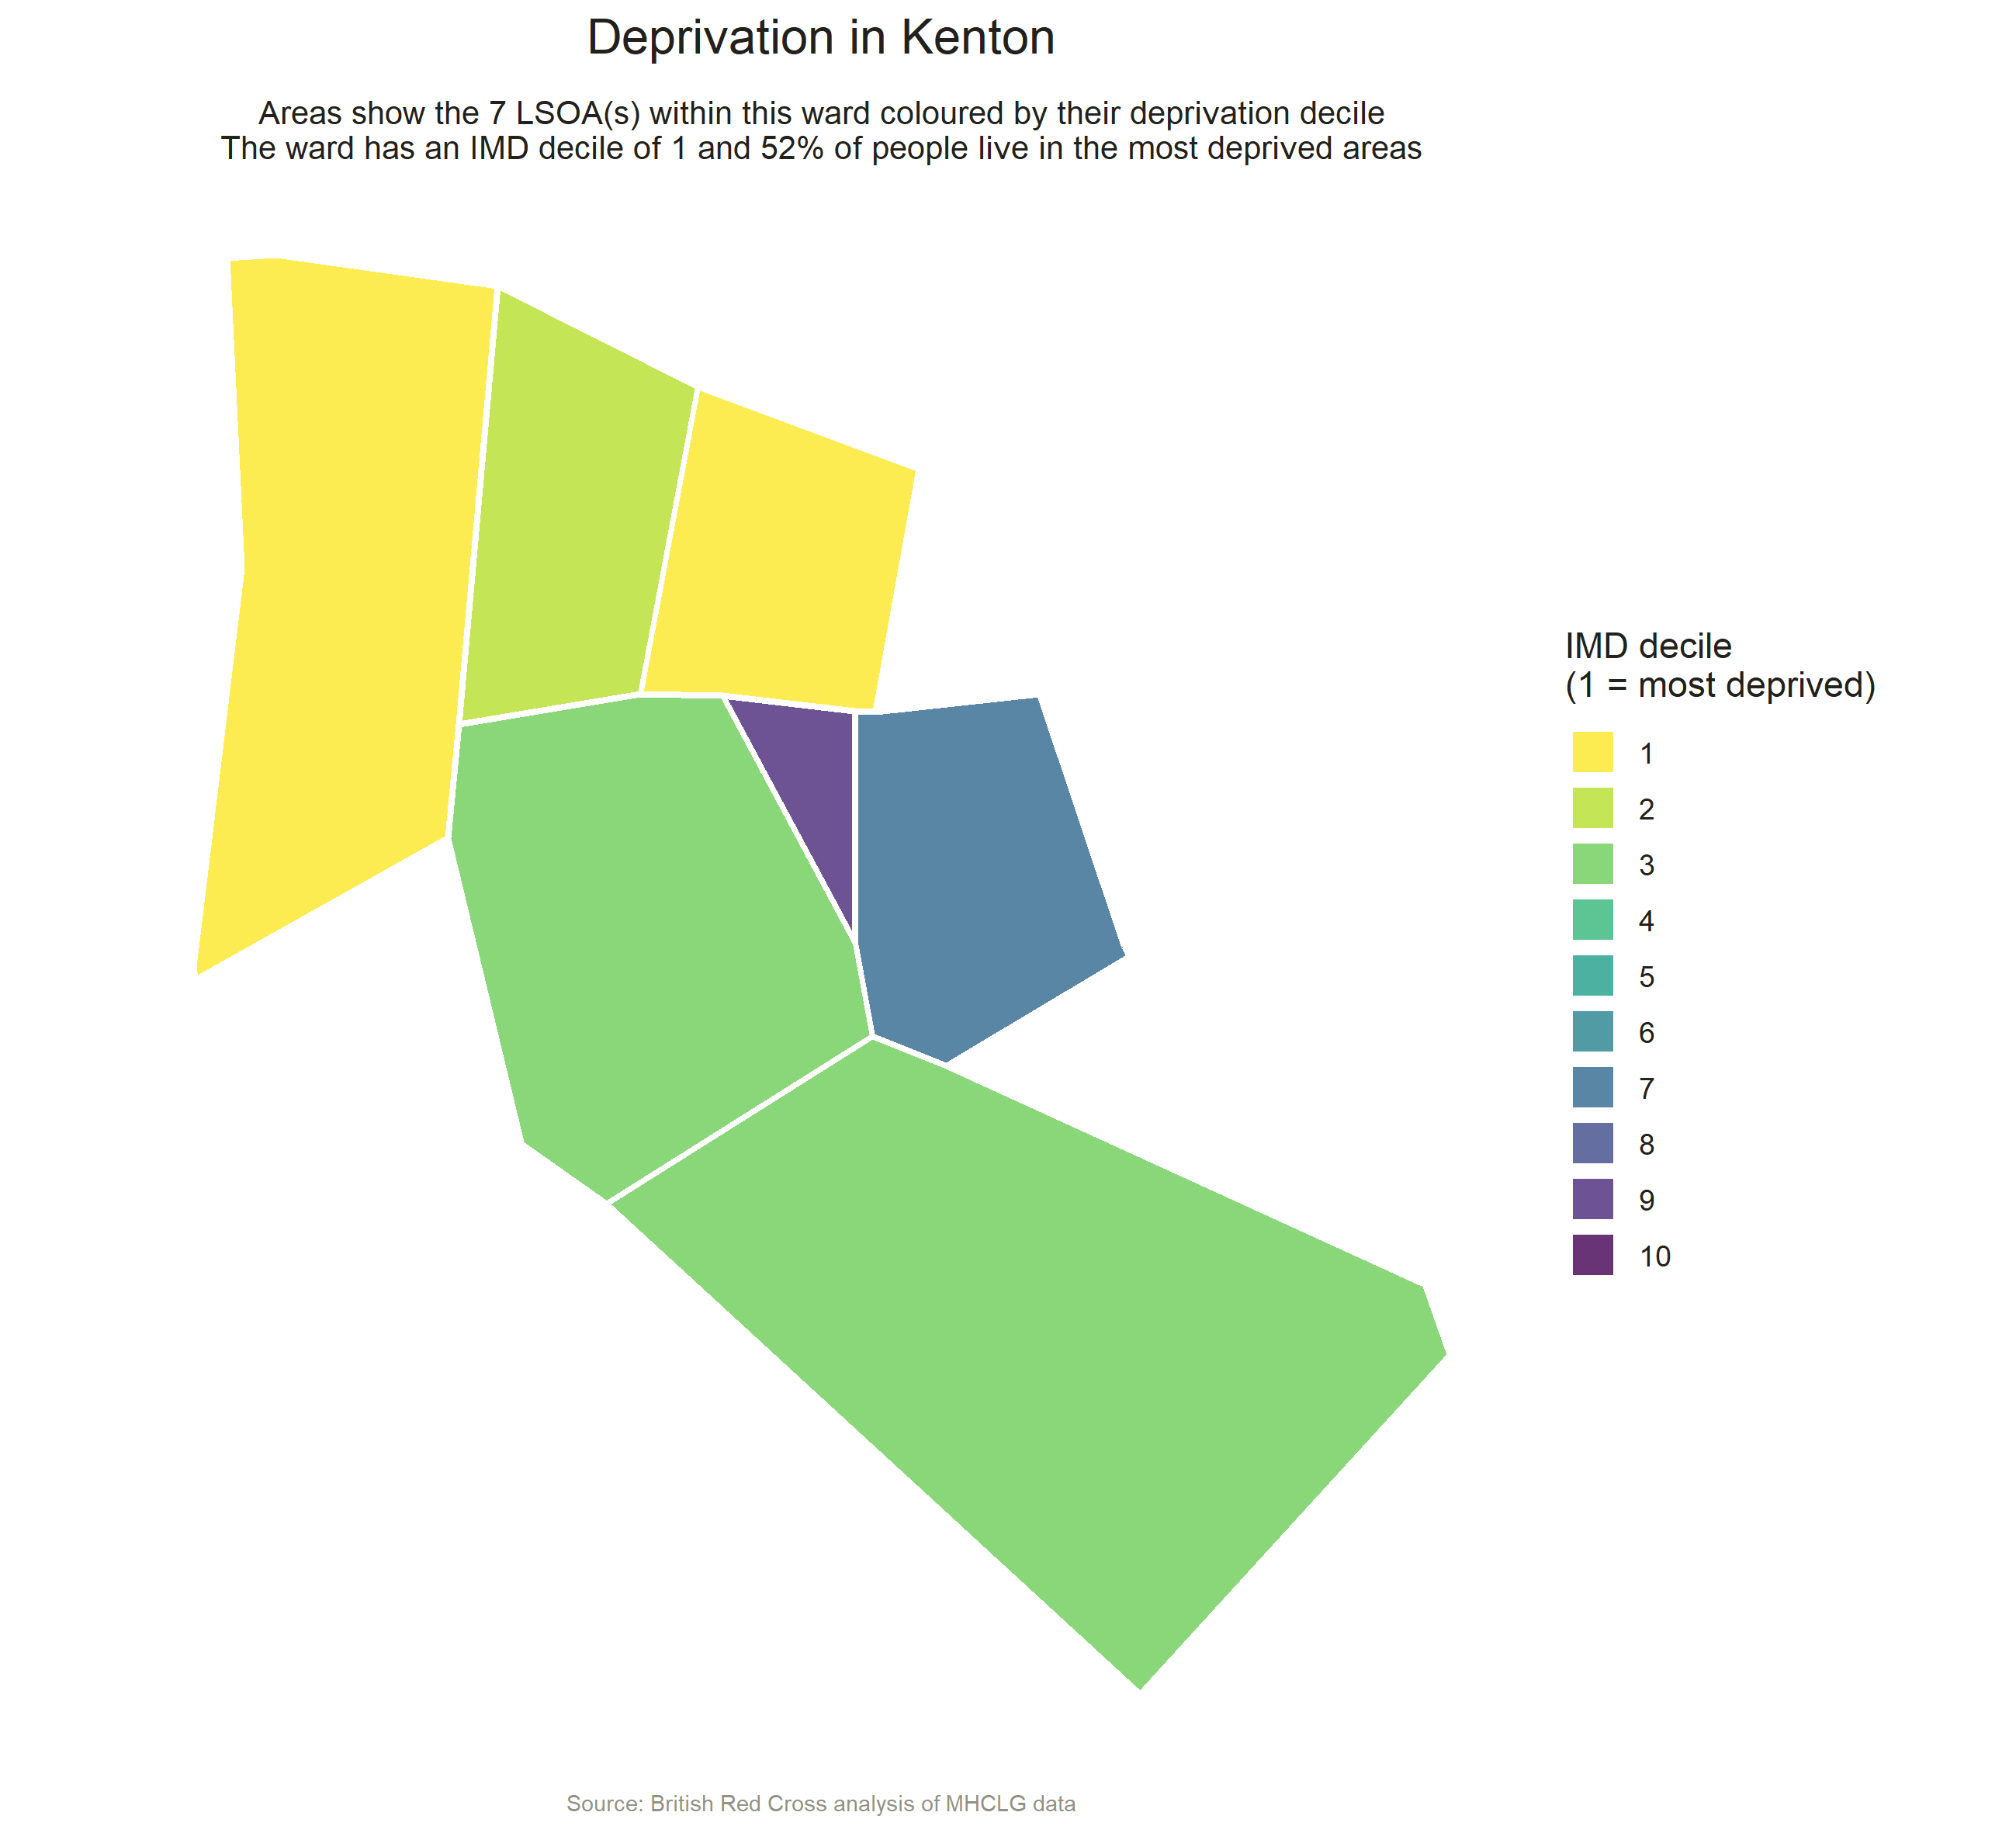 Deprivation in Kenton
Areas show the 7 LSOA(s) within this ward coloured by their deprivation decile
The ward has an IMD decile of 1 and 52% of people live in the most deprived areas
IMD decile
(1 = most deprived)
1
2
3
4
5
6
7
8
9
10
Source: British Red Cross analysis of MHCLG data